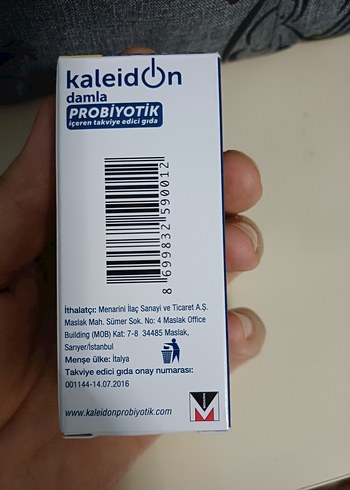 kaleidon
damla
PROBİYOTİK
içeren takviye edici gıda
8 699832 590012
İthalatçı: Menarini İlaç Sanayi ve Ticaret A.Ş.
Maslak Mah. Sümer Sok. No: 4 Maslak Office
Building (MOB) Kat: 7-8 34485 Maslak,
Sarıyer/İstanbul
Menşe ülke: İtalya
Takviye edici gıda onay numarası:
001144-14.07.2016
www.kaleidonprobiyotik.com